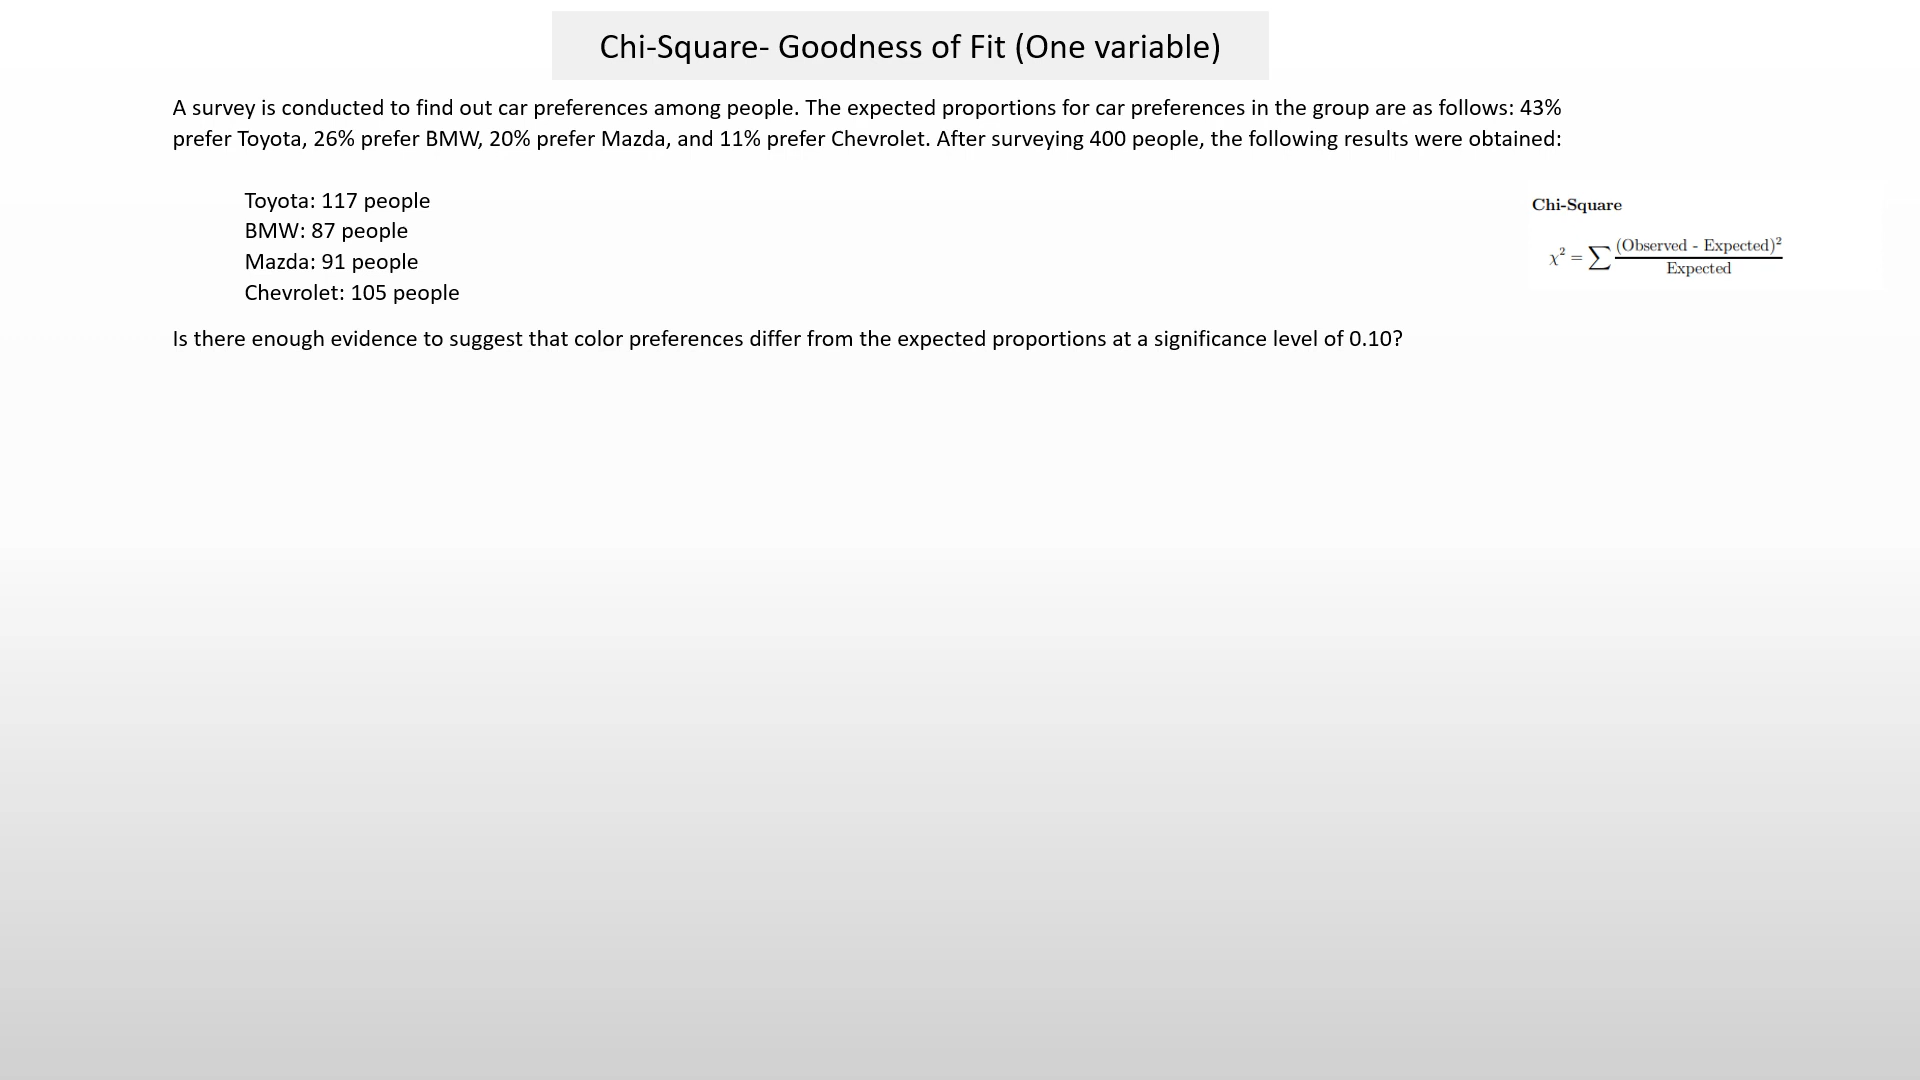 Chi-Square- Goodness of Fit (One variable)
A survey is conducted to find out car preferences among people. The expected proportions for car preferences in the group are as follows: 43%
prefer Toyota, 26% prefer BMW, 20% prefer Mazda, and 11% prefer Chevrolet. After surveying 400 people, the following results were obtained:
Toyota: 117 people
BMW: 87 people
Mazda: 91 people
Chevrolet: 105 people
Chi-Square
χ² = ∑ (Observed - Expected)²
Expected
Is there enough evidence to suggest that color preferences differ from the expected proportions at a significance level of 0.10?